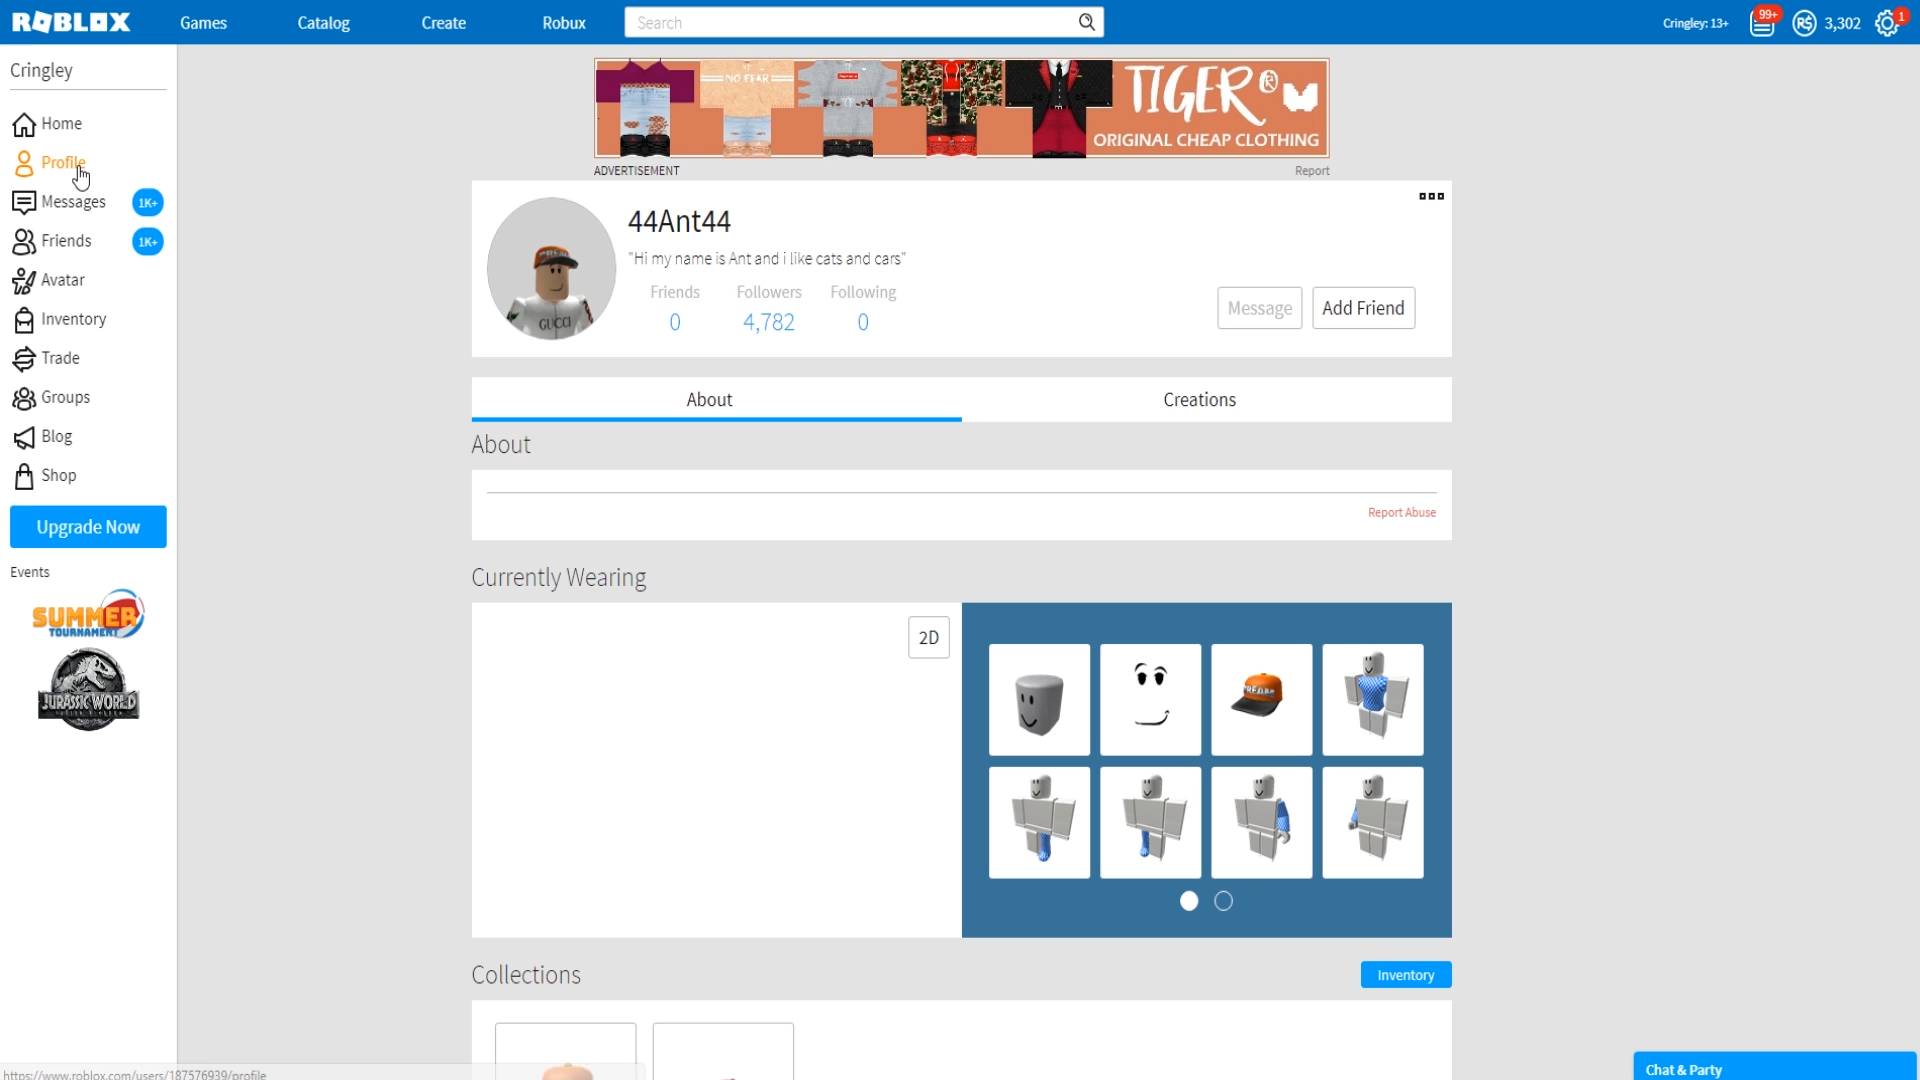 ROBLOX
Games
Catalog
Create
Robux
Search
Cringley: 13+
99+
3,302
1
Cringley
Home
Profile
Messages
1K+
Friends
1K+
Avatar
Inventory
Trade
Groups
Blog
Shop
Upgrade Now
Events
SUMMER
TOURNAMENT
JURASSIC WORLD
NO FEAR
TIGER®
ORIGINAL CHEAP CLOTHING
ADVERTISEMENT
Report
44Ant44
"Hi my name is Ant and i like cats and cars"
Friends
Followers
Following
0
4,782
0
GUCCI
Message
Add Friend
About
Creations
About
Report Abuse
Currently Wearing
2D
Collections
Inventory
https://www.roblox.com/users/187576939/profile
Chat & Party